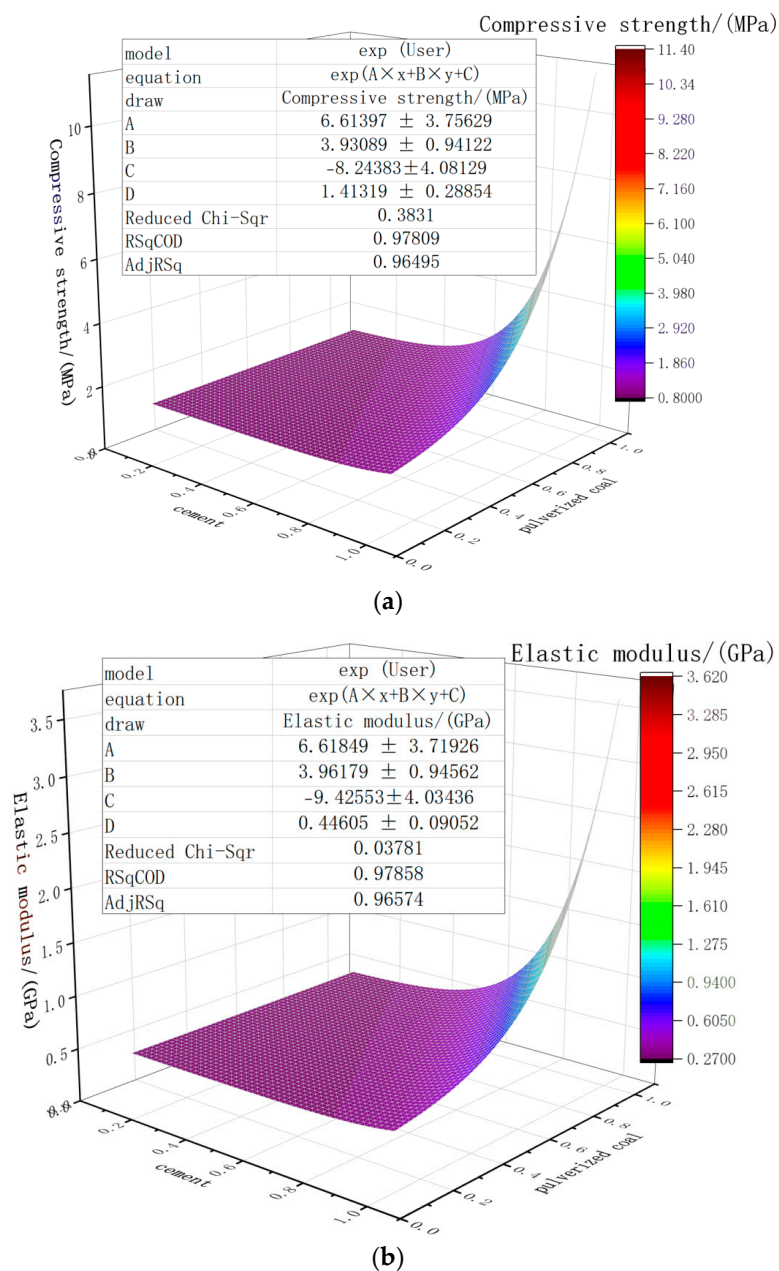 Compressive strength/(MPa)
model exp (User)
equation exp(A×x+B×y+C)
draw Compressive strength/(MPa)
A 6.61397 ± 3.75629
B 3.93089 ± 0.94122
C -8.24383±4.08129
D 1.41319 ± 0.28854
Reduced Chi-Sqr 0.3831
RSqCOD 0.97809
AdjRSq 0.96495
11.40
10.34
9.280
8.220
7.160
6.100
5.040
3.980
2.920
1.860
0.8000
Compressive strength/(MPa)
10
8
6
4
2
0.0
0.2
0.4
0.6
0.8
1.0
cement
0.0
0.2
0.4
0.6
0.8
1.0
pulverized coal
(a)
Elastic modulus/(GPa)
model exp (User)
equation exp(A×x+B×y+C)
draw Elastic modulus/(GPa)
A 6.61849 ± 3.71926
B 3.96179 ± 0.94562
C -9.42553±4.03436
D 0.44605 ± 0.09052
Reduced Chi-Sqr 0.03781
RSqCOD 0.97858
AdjRSq 0.96574
3.620
3.285
2.950
2.615
2.280
1.945
1.610
1.275
0.9400
0.6050
0.2700
Elastic modulus/(GPa)
3.5
3.0
2.5
2.0
1.5
1.0
0.5
0.0
0.2
0.4
0.6
0.8
1.0
cement
0.0
0.2
0.4
0.6
0.8
1.0
pulverized coal
(b)